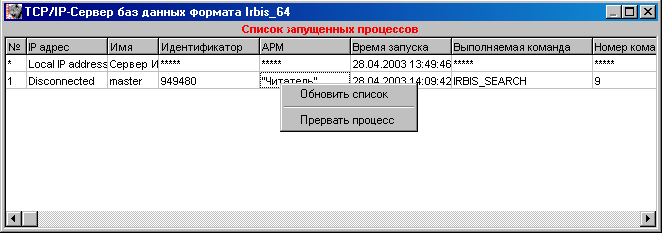 TCP/IP-Сервер баз данных формата Irbis_64
Список запущенных процессов
№ IP адрес Имя Идентификатор АРМ Время запуска Выполняемая команда Номер кома
* Local IP address Сервер И ***** ***** 28.04.2003 13:49:46 ***** *****
1 Disconnected master 949480 "Читатель" 28.04.2003 14:09:42 IRBIS_SEARCH 9
Обновить список
Прервать процесс